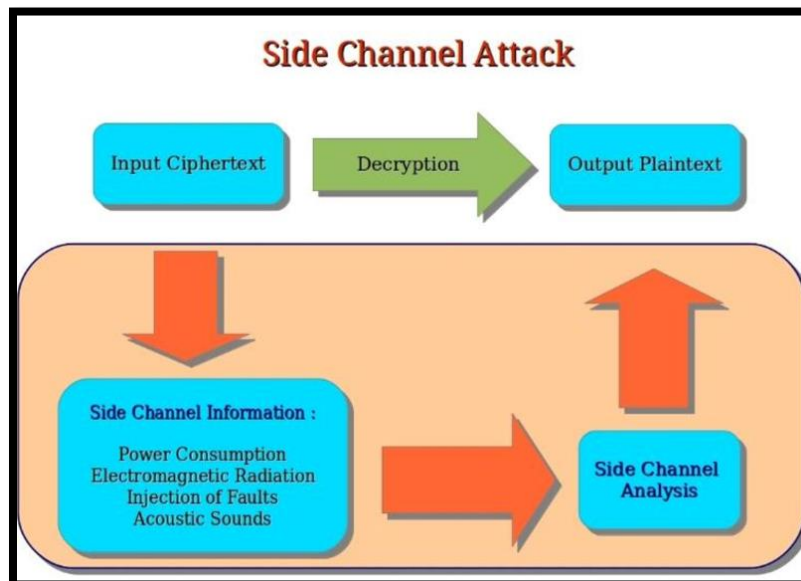 Side Channel Attack
Input Ciphertext
Decryption
Output Plaintext
Side Channel Information :
Power Consumption
Electromagnetic Radiation
Injection of Faults
Acoustic Sounds
Side Channel
Analysis